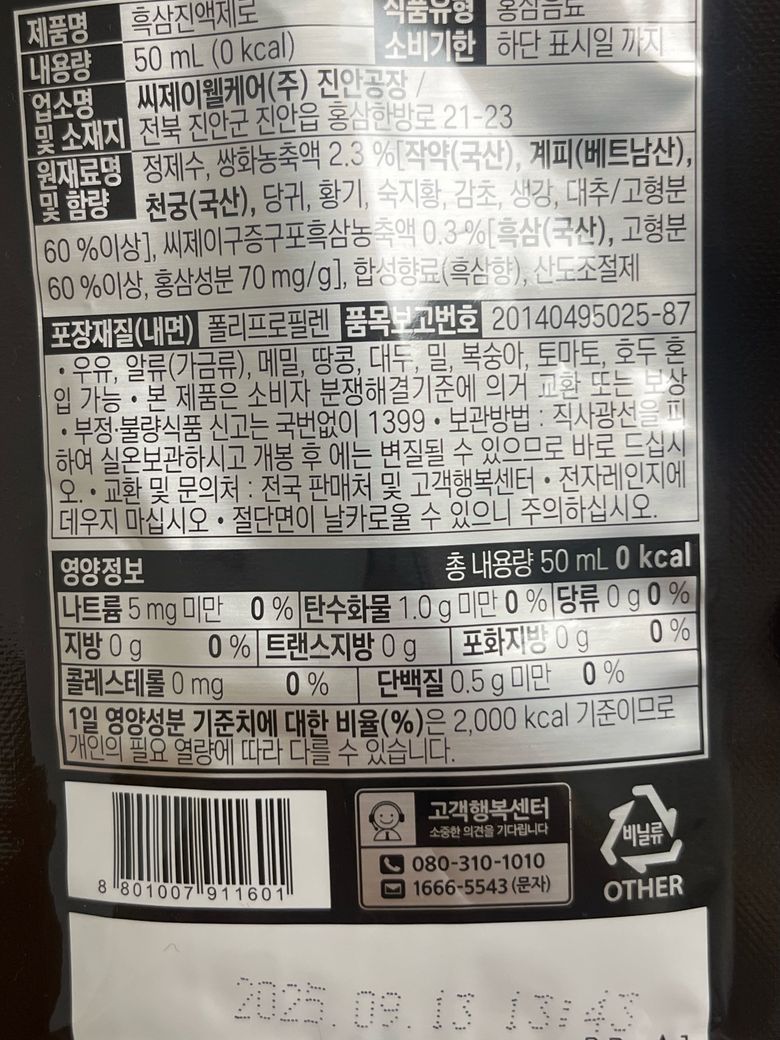 제품명 흑삼진액제로 식품유형 홍삼음료
내용량 50 mL (0 kcal) 소비기한 하단 표시일 까지
업소명 및 소재지 씨제이웰케어(주) 진안공장 /
전북 진안군 진안읍 홍삼한방로 21-23
원재료명 및 함량 정제수, 쌍화농축액 2.3 %[작약(국산), 계피(베트남산),
천궁(국산), 당귀, 황기, 숙지황, 감초, 생강, 대추/고형분
60 %이상], 씨제이구증구포흑삼농축액 0.3 %[흑삼(국산), 고형분
60 %이상, 홍삼성분 70 mg/g], 합성향료(흑삼향), 산도조절제
포장재질(내면) 폴리프로필렌 품목보고번호 20140495025-87
• 우유, 알류(가금류), 메밀, 땅콩, 대두, 밀, 복숭아, 토마토, 호두 혼
입 가능 • 본 제품은 소비자 분쟁해결기준에 의거 교환 또는 보상
• 부정·불량식품 신고는 국번없이 1399 • 보관방법 : 직사광선을 피
하여 실온보관하시고 개봉 후 에는 변질될 수 있으므로 바로 드십시
오. • 교환 및 문의처 : 전국 판매처 및 고객행복센터 • 전자레인지에
데우지 마십시오 • 절단면이 날카로울 수 있으니 주의하십시오.
영양정보 총 내용량 50 mL 0 kcal
나트륨 5 mg 미만 0 % 탄수화물 1.0 g 미만 0 % 당류 0 g 0 %
지방 0 g 0 % 트랜스지방 0 g 포화지방 0 g 0 %
콜레스테롤 0 mg 0 % 단백질 0.5 g 미만 0 %
1일 영양성분 기준치에 대한 비율(%)은 2,000 kcal 기준이므로
개인의 필요 열량에 따라 다를 수 있습니다.
고객행복센터
소중한 의견을 기다립니다
080-310-1010
1666-5543 (문자)
비닐류
OTHER
8 801007 911601
2025. 09. 13 13:43